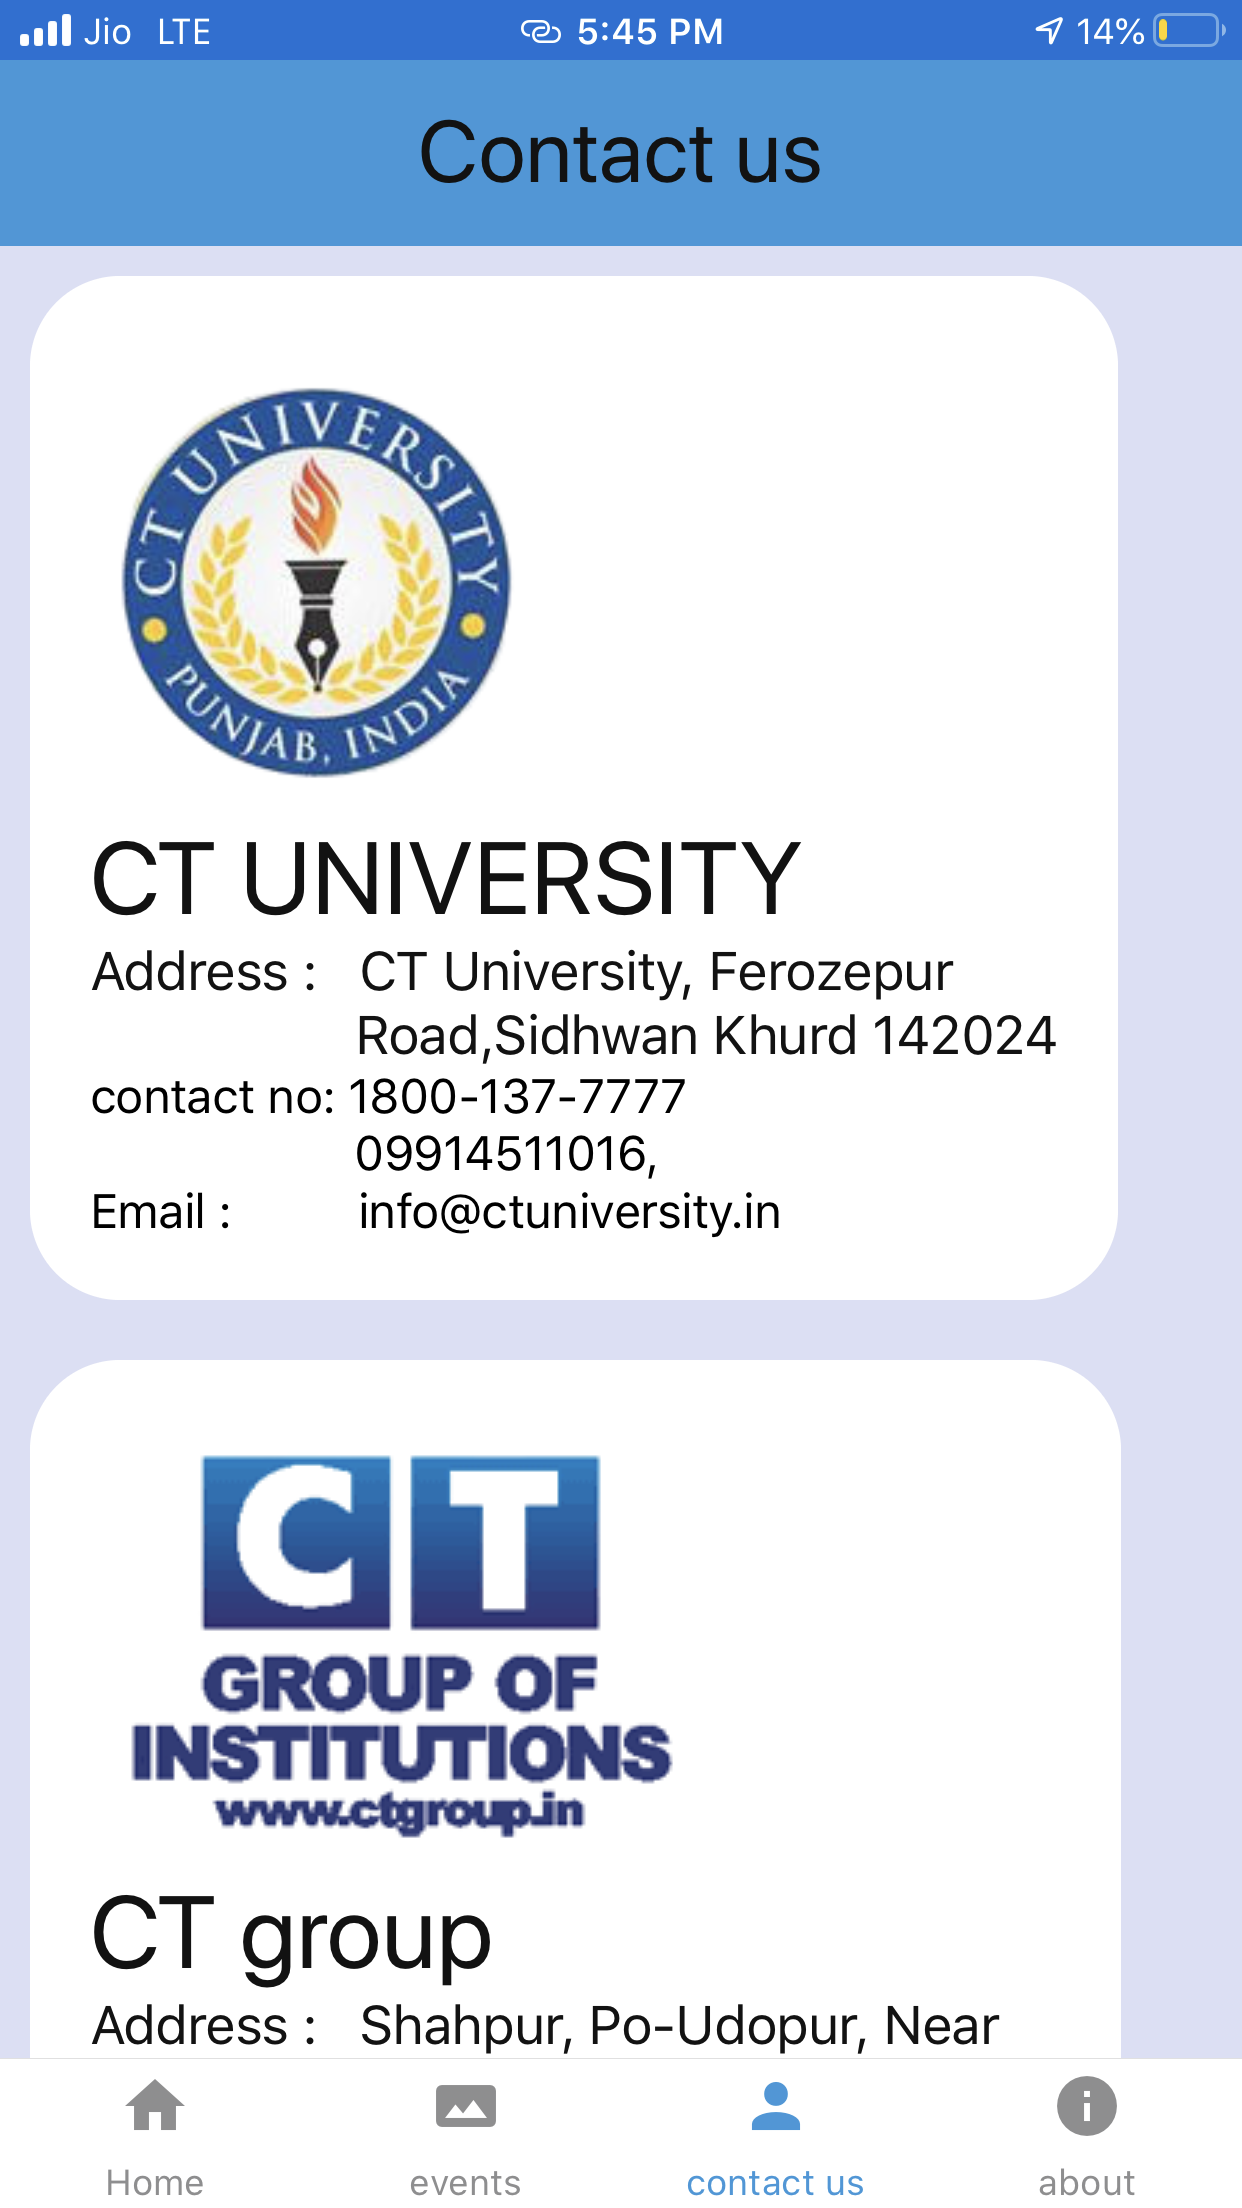 Jio LTE 5:45 PM 14%
Contact us
CT UNIVERSITY
PUNJAB, INDIA
CT UNIVERSITY
Address : CT University, Ferozepur
Road,Sidhwan Khurd 142024
contact no: 1800-137-7777
09914511016,
Email : info@ctuniversity.in
CT
GROUP OF
INSTITUTIONS
www.ctgroup.in
CT group
Address : Shahpur, Po-Udopur, Near
Home events contact us about